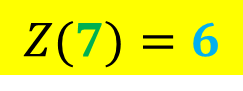 Z(7) = 6